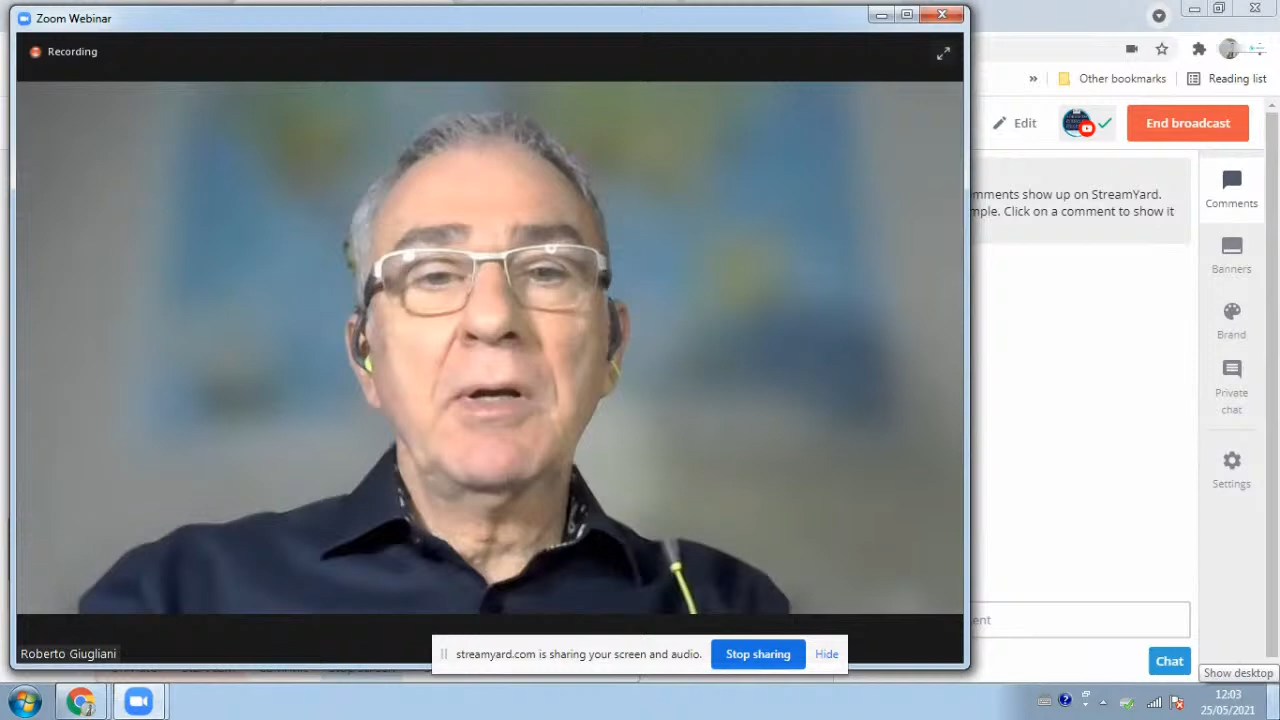 Zoom Webinar
Recording
Other bookmarks
Reading list
Edit
End broadcast
mments show up on StreamYard.
mple. Click on a comment to show it
Comments
Banners
Brand
Private
chat
Settings
ent
Roberto Giugliani
streamyard.com is sharing your screen and audio.
Stop sharing
Hide
Chat
Show desktop
12:03
25/05/2021